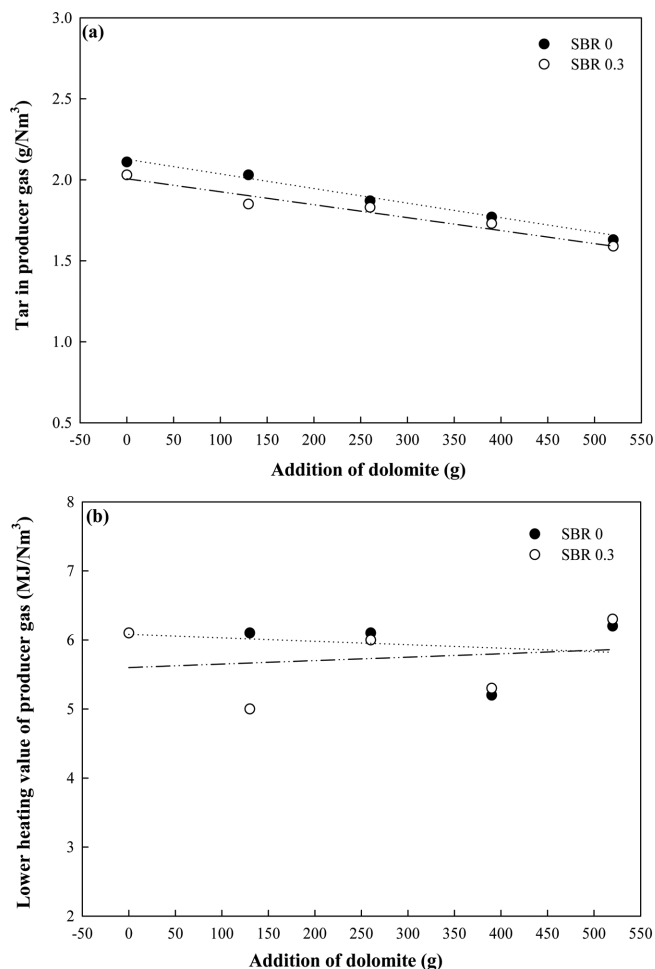 (a)
SBR 0
SBR 0.3
Tar in producer gas (g/Nm³)
3.0
2.5
2.0
1.5
1.0
0.5
-50 0 50 100 150 200 250 300 350 400 450 500 550
Addition of dolomite (g)
(b)
SBR 0
SBR 0.3
Lower heating value of producer gas (MJ/Nm³)
8
7
6
5
4
3
2
-50 0 50 100 150 200 250 300 350 400 450 500 550
Addition of dolomite (g)